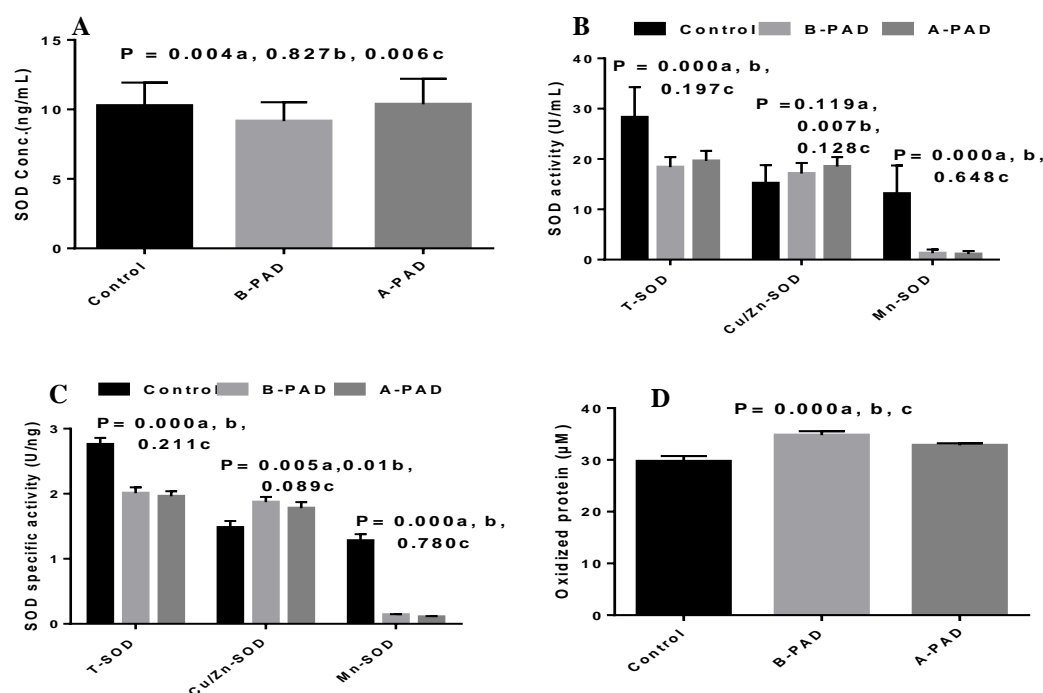 A
P = 0.004a, 0.827b, 0.006c
SOD Conc.(ng/mL)
15
10
5
0
Control
B-PAD
A-PAD
B
Control
B-PAD
A-PAD
P = 0.000a, b,
0.197c
P =0.119a,
0.007b,
0.128c
P =0.000a, b,
0.648c
SOD activity (U/mL)
40
30
20
10
0
T-SOD
Cu/Zn-SOD
Mn-SOD
C
Control
B-PAD
A-PAD
P= 0.000a, b,
0.211c
P= 0.005a,0.01b,
0.089c
P= 0.000a, b,
0.780c
SOD specific activity (U/ng)
3
2
1
0
T-SOD
Cu/Zn-SOD
Mn-SOD
D
P= 0.000a, b, c
Oxidized protein (µM)
40
30
20
10
0
Control
B-PAD
A-PAD